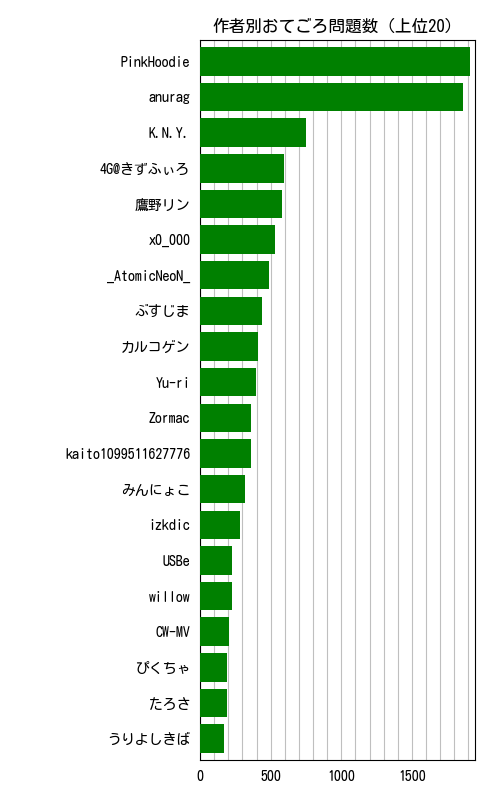 作者別おてごろ問題数 (上位20)
PinkHoodie
anurag
K.N.Y.
4G@きずふぃろ
鷹野リン
x0_000
_AtomicNeoN_
ぶすじま
カルコゲン
Yu-ri
Zormac
kaito1099511627776
みんにょこ
izkdic
USBe
willow
CW-MV
ぴくちゃ
たろさ
うりよしきば
0 500 1000 1500